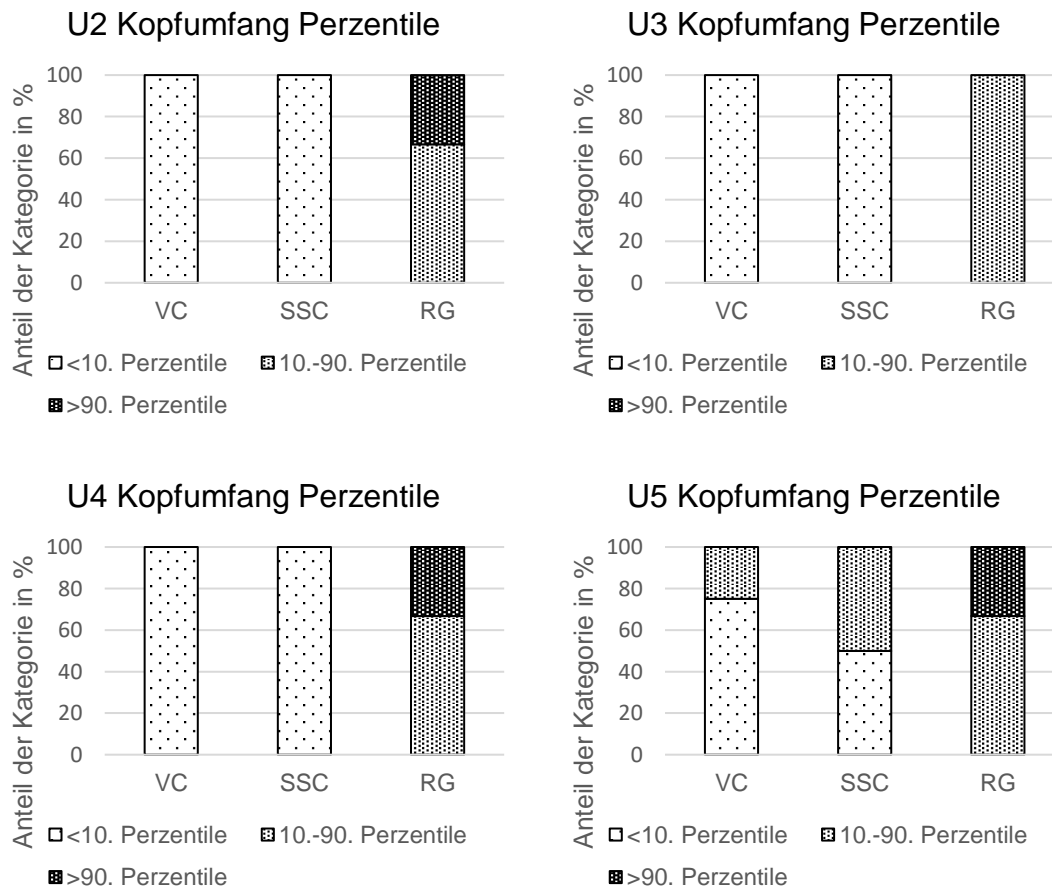 U2 Kopfumfang Perzentile
Anteil der Kategorie in %
100
80
60
40
20
0
VC SSC RG
<10. Perzentile 10.-90. Perzentile
>90. Perzentile
U3 Kopfumfang Perzentile
Anteil der Kategorie in %
100
80
60
40
20
0
VC SSC RG
<10. Perzentile 10.-90. Perzentile
>90. Perzentile
U4 Kopfumfang Perzentile
Anteil der Kategorie in %
100
80
60
40
20
0
VC SSC RG
<10. Perzentile 10.-90. Perzentile
>90. Perzentile
U5 Kopfumfang Perzentile
Anteil der Kategorie in %
100
80
60
40
20
0
VC SSC RG
<10. Perzentile 10.-90. Perzentile
>90. Perzentile